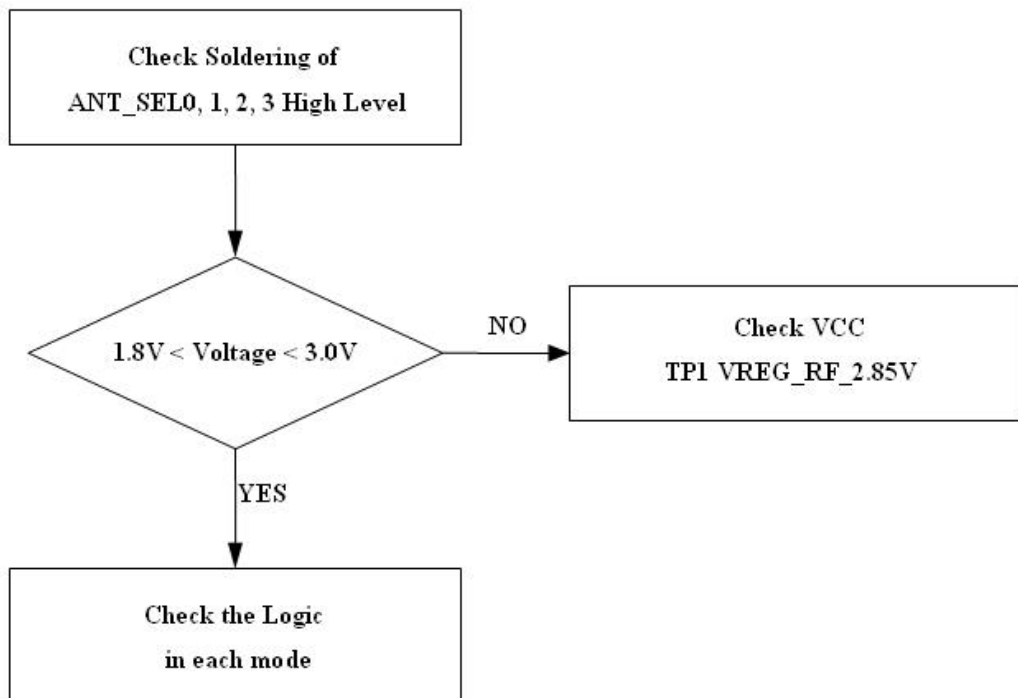 Check Soldering of
ANT_SEL0, 1, 2, 3 High Level
1.8V < Voltage < 3.0V
NO
Check VCC
TP1 VREG_RF_2.85V
YES
Check the Logic
in each mode